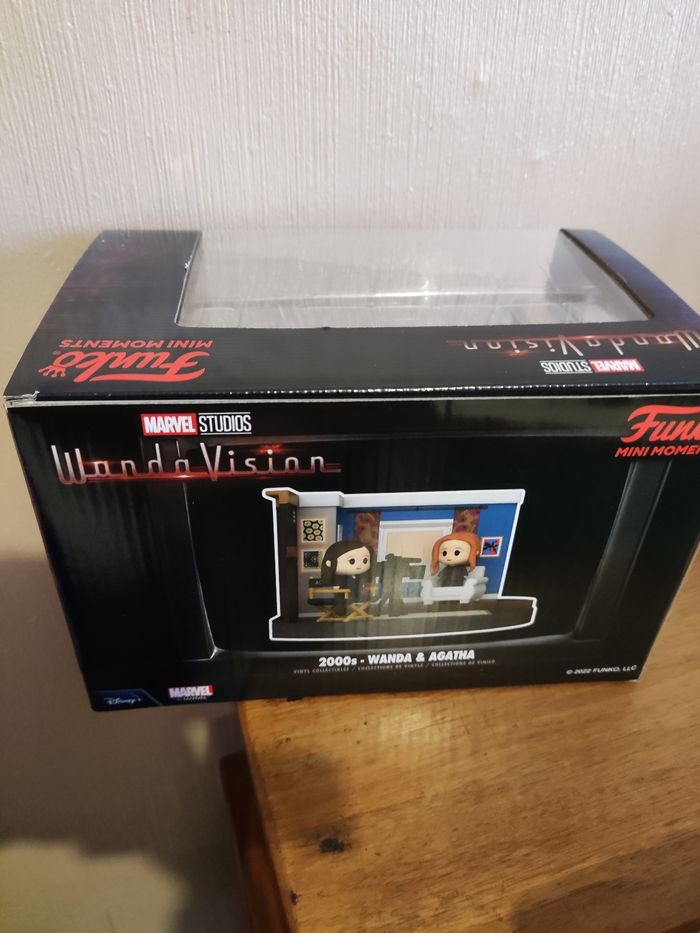 Funko
MINI MOMENTS
WandaVision
MARVEL STUDIOS
MARVEL STUDIOS
WandaVision
Funk
MINI MOMEN
2000s - WANDA & AGATHA
VINYL COLLECTIBLES / COLLECTIONS DE VINYLE / COLLECTIONES DE VINILO
Disney+
MARVEL
© 2022 FUNKO, LLC